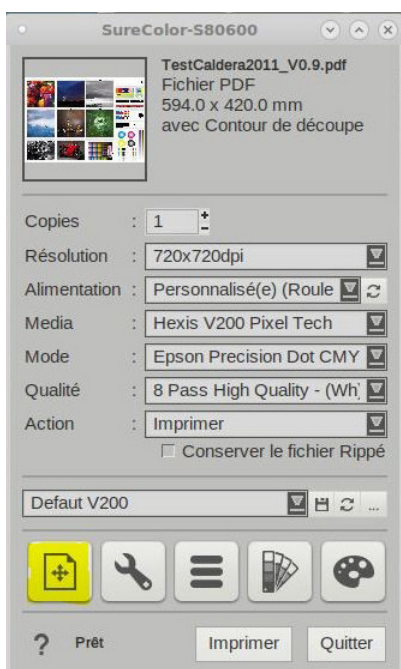 SureColor-S80600
TestCaldera2011_V0.9.pdf
Fichier PDF
594.0 x 420.0 mm
avec Contour de découpe
Copies : 1
Résolution : 720x720dpi
Alimentation : Personnalisé(e) (Roule
Media : Hexis V200 Pixel Tech
Mode : Epson Precision Dot CMY
Qualité : 8 Pass High Quality - (Wh)
Action : Imprimer
Conserver le fichier Rippé
Defaut V200
...
? Prêt Imprimer Quitter